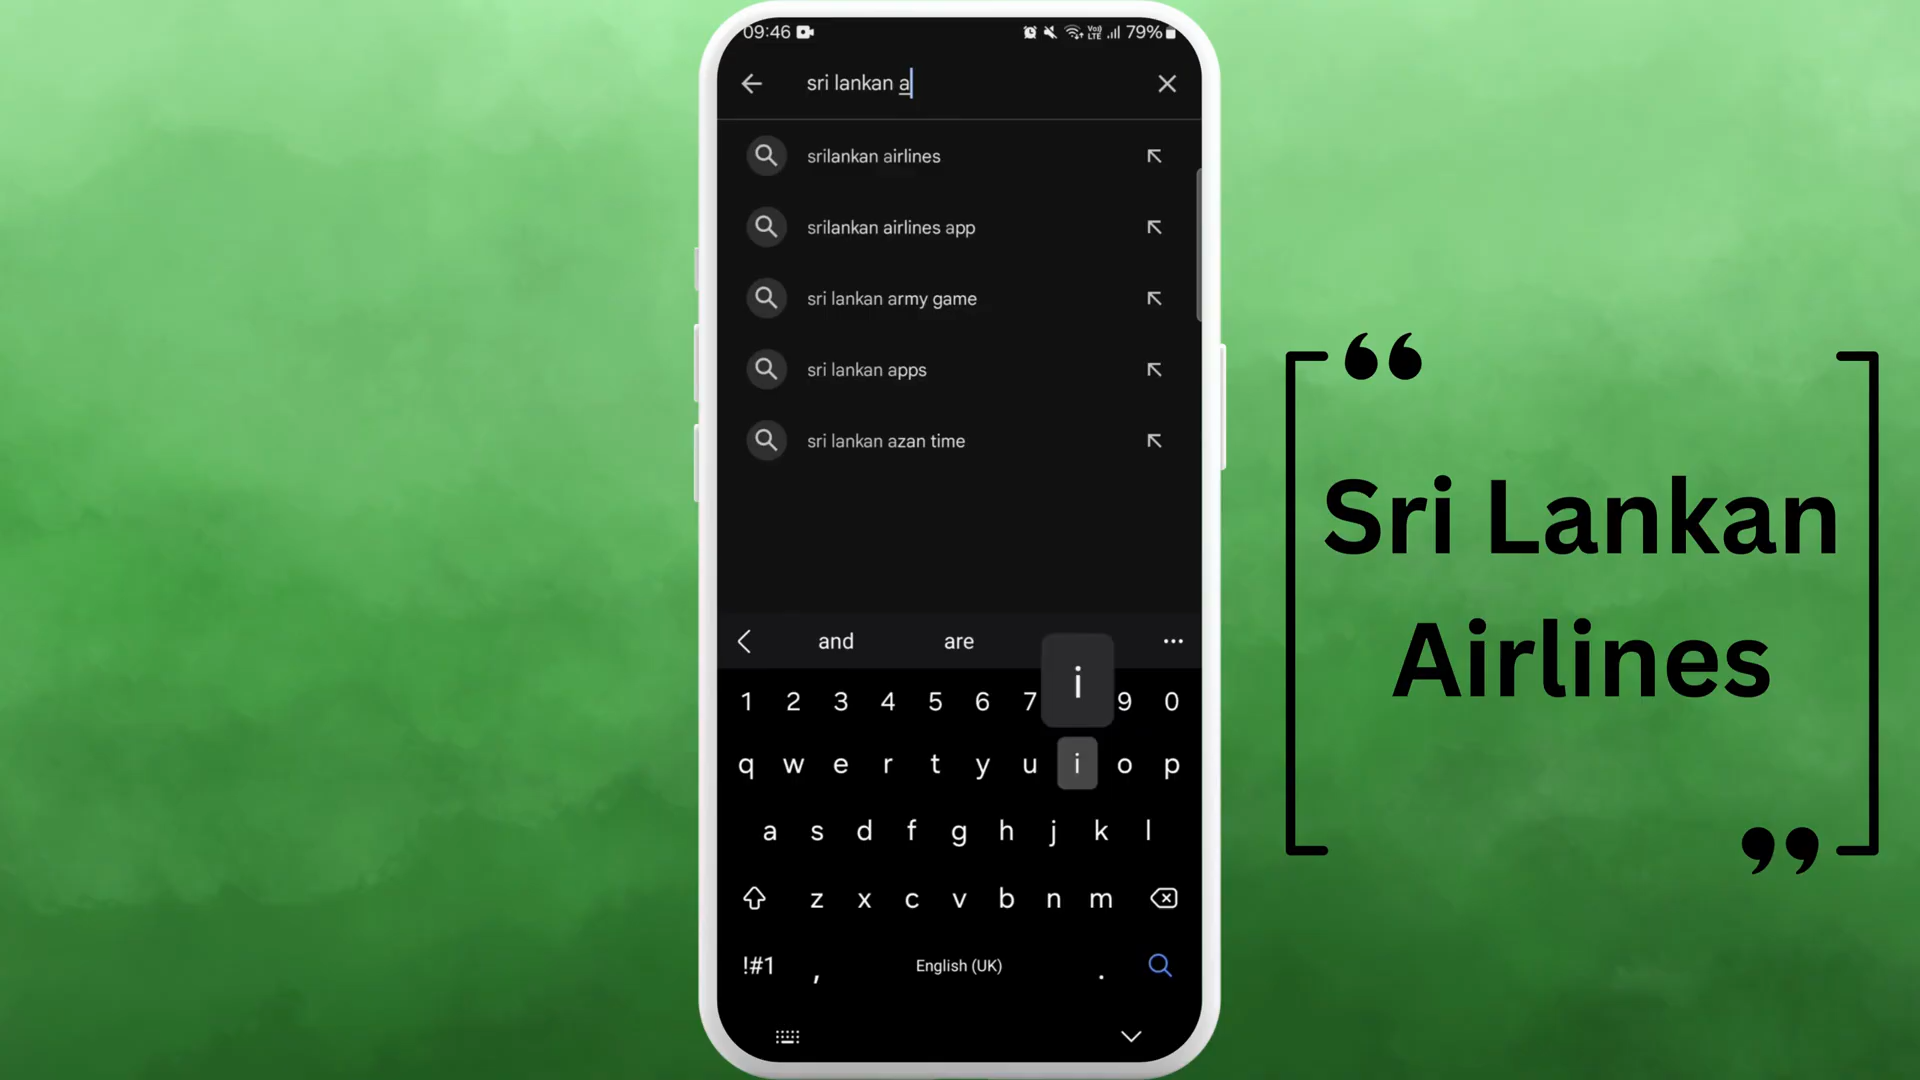 09:46
Vo)) LTE 79%
sri lankan a
srilankan airlines
srilankan airlines app
sri lankan army game
sri lankan apps
sri lankan azan time
and are
i
1 2 3 4 5 6 7 9 0
q w e r t y u i o p
a s d f g h j k l
z x c v b n m
!#1 , English (UK) .
“
Sri Lankan
Airlines
”